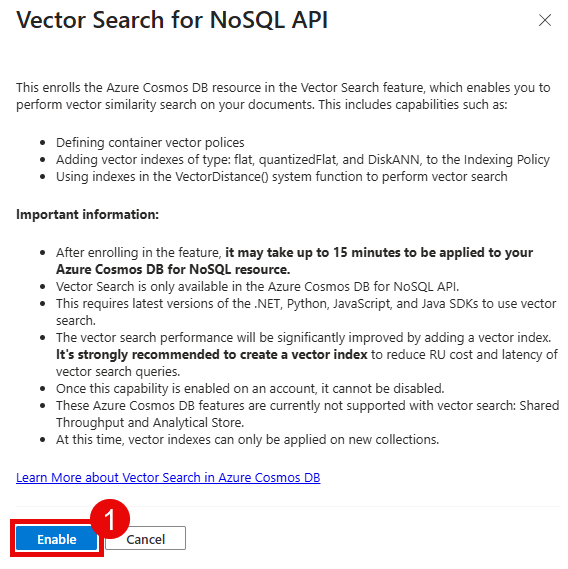 Vector Search for NoSQL API
This enrolls the Azure Cosmos DB resource in the Vector Search feature, which enables you to
perform vector similarity search on your documents. This includes capabilities such as:
• Defining container vector polices
• Adding vector indexes of type: flat, quantizedFlat, and DiskANN, to the Indexing Policy
• Using indexes in the VectorDistance() system function to perform vector search
Important information:
• After enrolling in the feature, it may take up to 15 minutes to be applied to your
Azure Cosmos DB for NoSQL resource.
• Vector Search is only available in the Azure Cosmos DB for NoSQL API.
• This requires latest versions of the .NET, Python, JavaScript, and Java SDKs to use vector
search.
• The vector search performance will be significantly improved by adding a vector index.
It's strongly recommended to create a vector index to reduce RU cost and latency of
vector search queries.
• Once this capability is enabled on an account, it cannot be disabled.
• These Azure Cosmos DB features are currently not supported with vector search: Shared
Throughput and Analytical Store.
• At this time, vector indexes can only be applied on new collections.
Learn More about Vector Search in Azure Cosmos DB
1
Enable Cancel